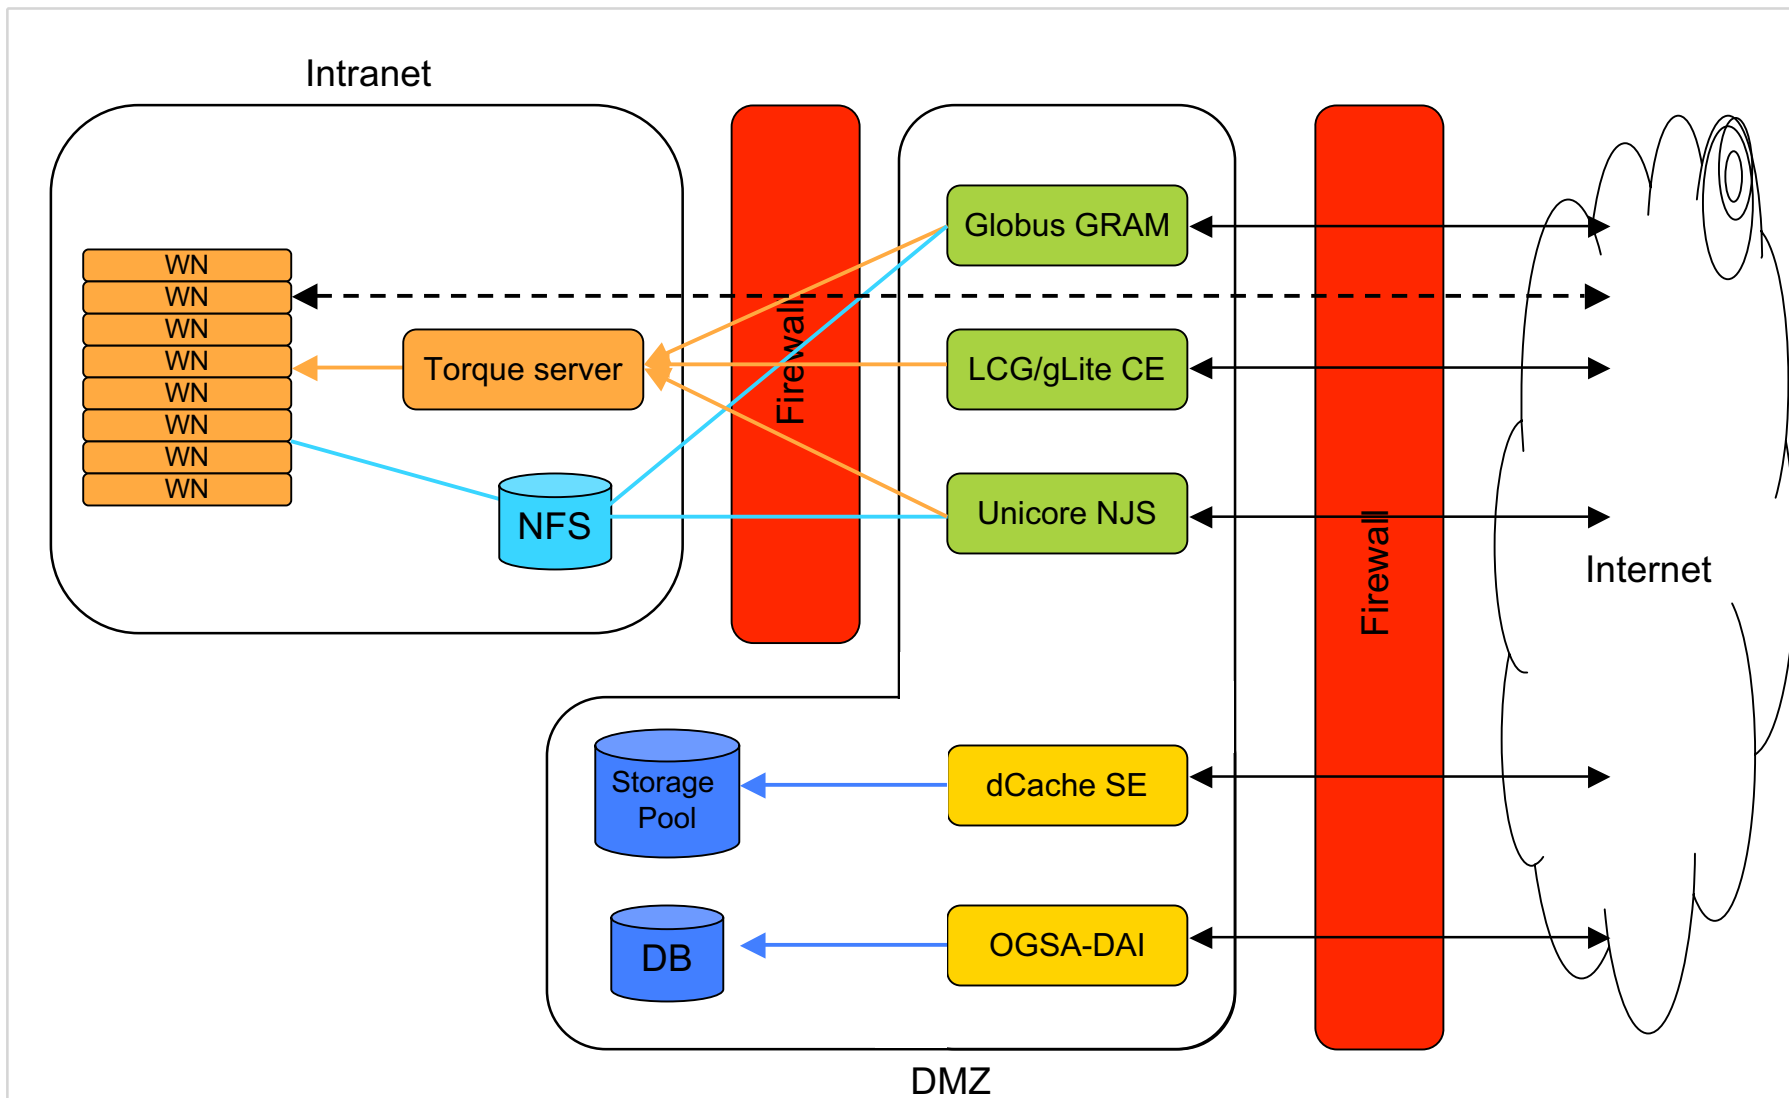 Intranet
WN
WN
WN
WN
WN
WN
WN
WN
Torque server
NFS
Firewall
Globus GRAM
LCG/gLite CE
Unicore NJS
Firewall
Internet
Storage
Pool
dCache SE
DB
OGSA-DAI
DMZ